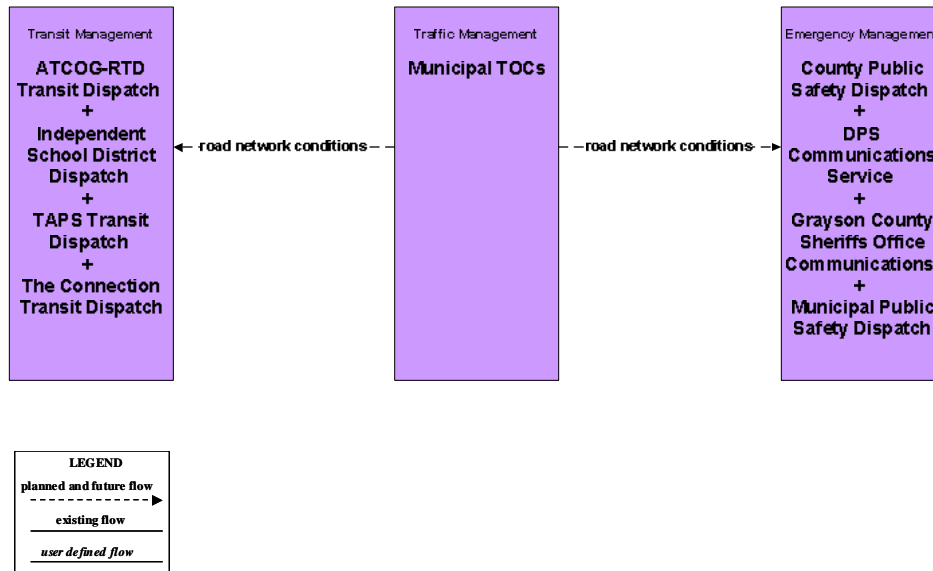 Transit Management
ATCOG-RTD
Transit Dispatch
+
Independent
School District
Dispatch
+
TAPS Transit
Dispatch
+
The Connection
Transit Dispatch
road network conditions
Traffic Management
Municipal TOCs
road network conditions
Emergency Management
County Public
Safety Dispatch
+
DPS
Communications
Service
+
Grayson County
Sheriffs Office
Communications
+
Municipal Public
Safety Dispatch
LEGEND
planned and future flow
existing flow
user defined flow